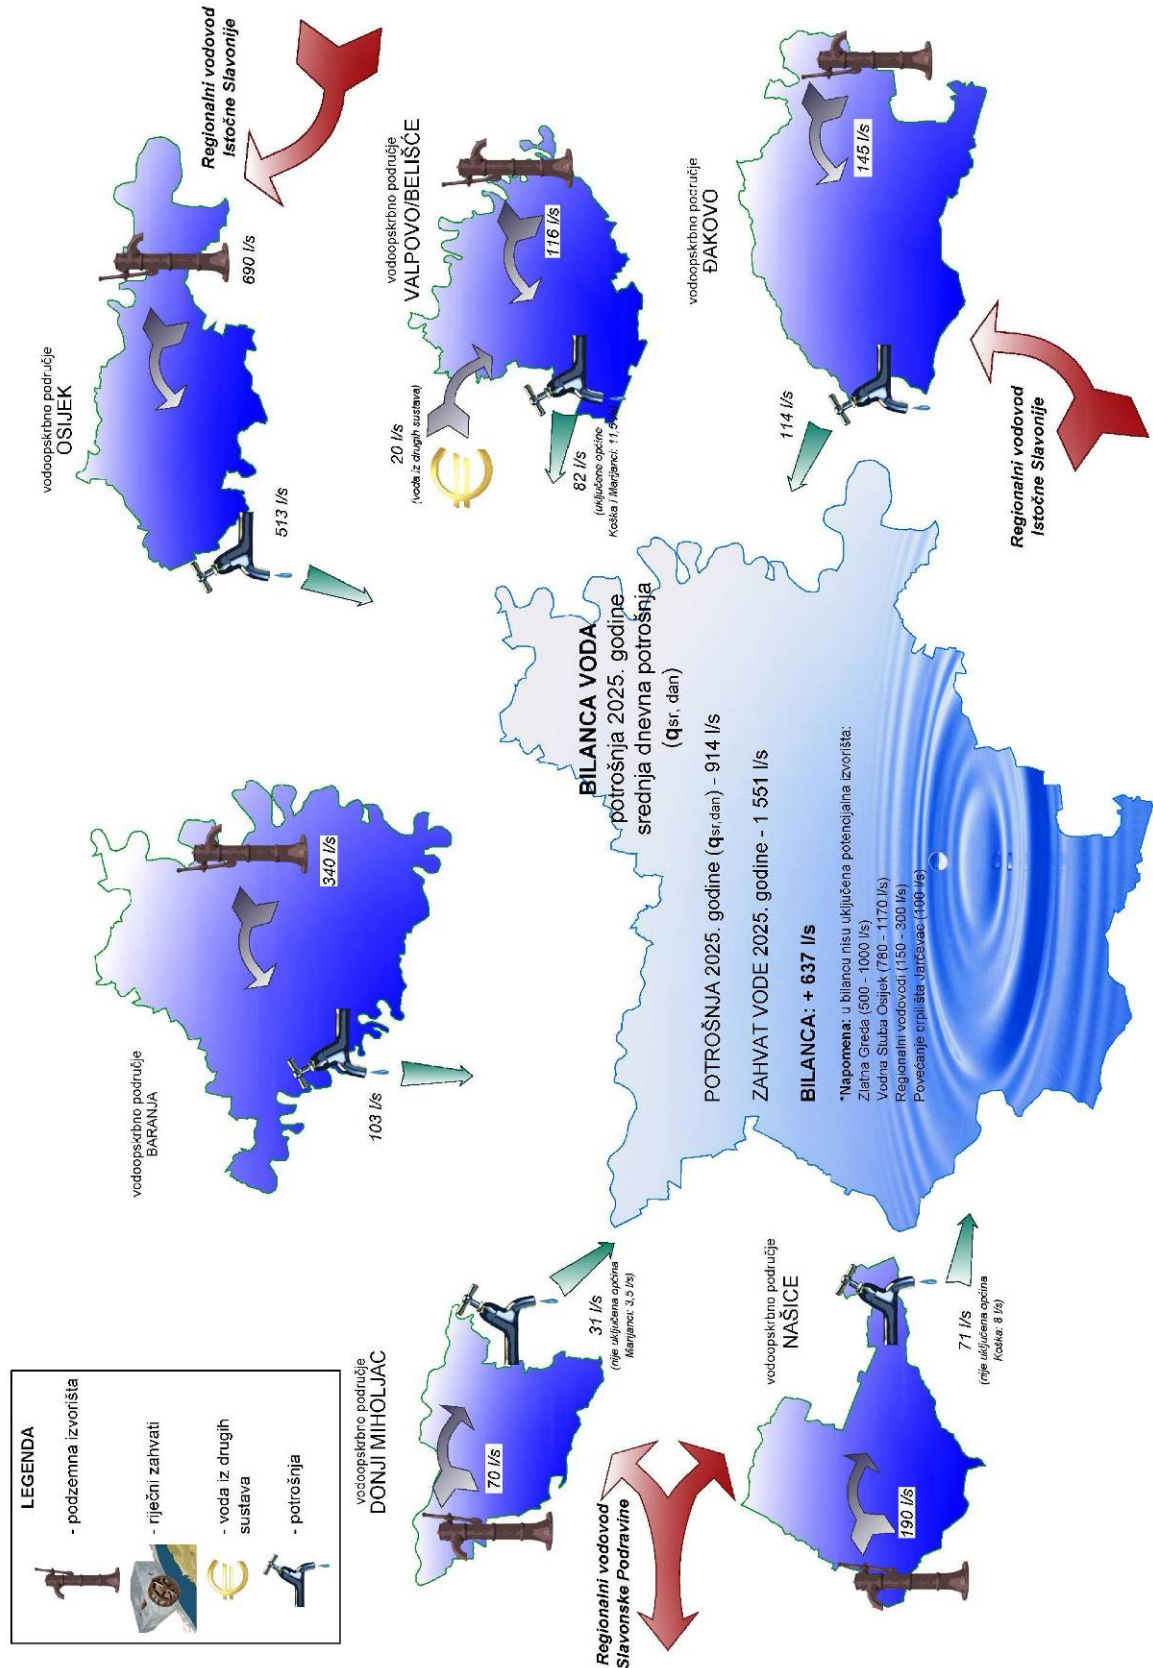 LEGENDA
- podzemna izvorišta
- riječni zahvati
- voda iz drugih
sustava
- potrošnja
vodoopskrbno područje
BARANJA
340 l/s
103 l/s
vodoopskrbno područje
OSIJEK
690 l/s
513 l/s
Regionalni vodovod
Istočne Slavonije
vodoopskrbno područje
DONJI MIHOLJAC
70 l/s
31 l/s
(nije uključena općina
Marijanci: 3,5 l/s)
vodoopskrbno područje
VALPOVO/BELIŠĆE
20 l/s
(voda iz drugih sustava)
116 l/s
82 l/s
(uključene općine
Koška i Marijanci: 11,5 l/s)
Regionalni vodovod
Slavonske Podravine
BILANCA VODA
potrošnja 2025. godine
srednja dnevna potrošnja
(qsr, dan)
POTROŠNJA 2025. godine (qsr,dan) - 914 l/s
ZAHVAT VODE 2025. godine - 1 551 l/s
BILANCA: + 637 l/s
*Napomena: u bilancu nisu uključena potencijalna izvorišta:
Zlatna Greda (500 - 1000 l/s)
Vodna Stuba Osijek (780 - 1170 l/s)
Regionalni vodovodi (150 - 300 l/s)
Povećanje crpilišta Jarčevac (100 l/s)
vodoopskrbno područje
NAŠICE
190 l/s
71 l/s
(nije uključena općina
Koška: 8 l/s)
vodoopskrbno područje
ĐAKOVO
145 l/s
114 l/s
Regionalni vodovod
Istočne Slavonije